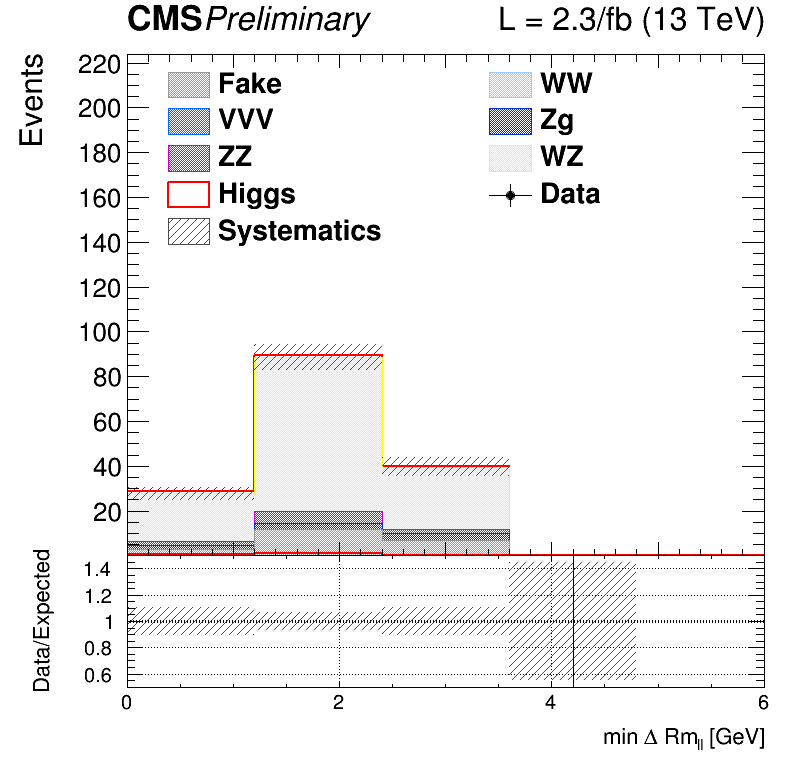 CMS Preliminary L = 2.3/fb (13 TeV)
Events
220
200
180
160
140
120
100
80
60
40
20
Fake
VVV
ZZ
Higgs
Systematics
WW
Zg
WZ
Data
Data/Expected
1.4
1.2
1
0.8
0.6
0 2 4 6
min Δ Rm_ll [GeV]